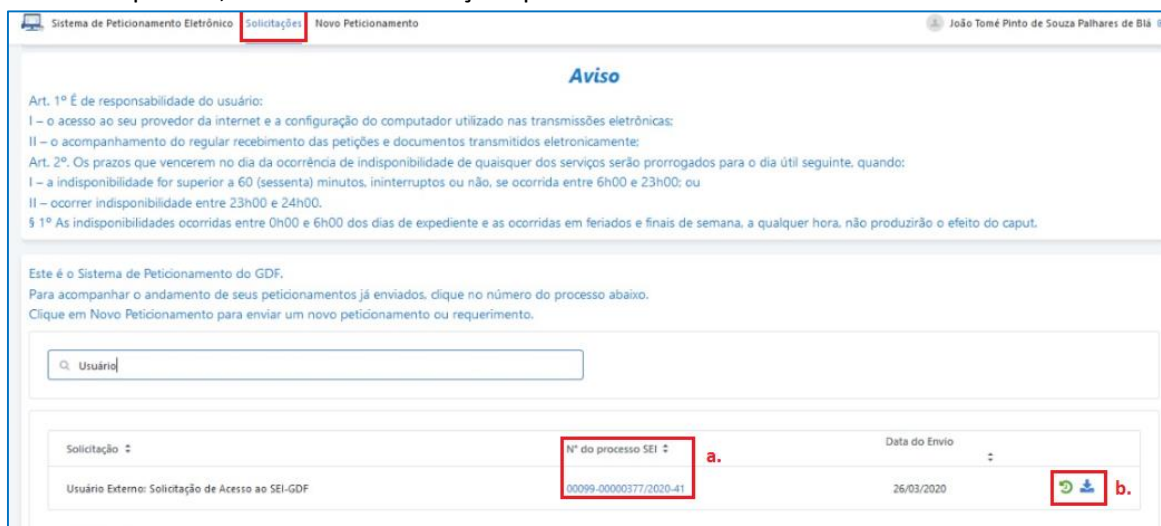 Sistema de Peticionamento Eletrônico Solicitações Novo Peticionamento João Tomé Pinto de Souza Palhares de Blá
Aviso
Art. 1º É de responsabilidade do usuário:
I – o acesso ao seu provedor da internet e a configuração do computador utilizado nas transmissões eletrônicas;
II – o acompanhamento do regular recebimento das petições e documentos transmitidos eletronicamente;
Art. 2º. Os prazos que vencerem no dia da ocorrência de indisponibilidade de quaisquer dos serviços serão prorrogados para o dia útil seguinte, quando:
I – a indisponibilidade for superior a 60 (sessenta) minutos, ininterruptos ou não, se ocorrida entre 6h00 e 23h00; ou
II – ocorrer indisponibilidade entre 23h00 e 24h00.
§ 1º As indisponibilidades ocorridas entre 0h00 e 6h00 dos dias de expediente e as ocorridas em feriados e finais de semana, a qualquer hora, não produzirão o efeito do caput.
Este é o Sistema de Peticionamento do GDF.
Para acompanhar o andamento de seus peticionamentos já enviados, clique no número do processo abaixo.
Clique em Novo Peticionamento para enviar um novo peticionamento ou requerimento.
Usuário
Solicitação Nº do processo SEI a. Data do Envio
Usuário Externo: Solicitação de Acesso ao SEI-GDF 00099-00000377/2020-41 26/03/2020 b.